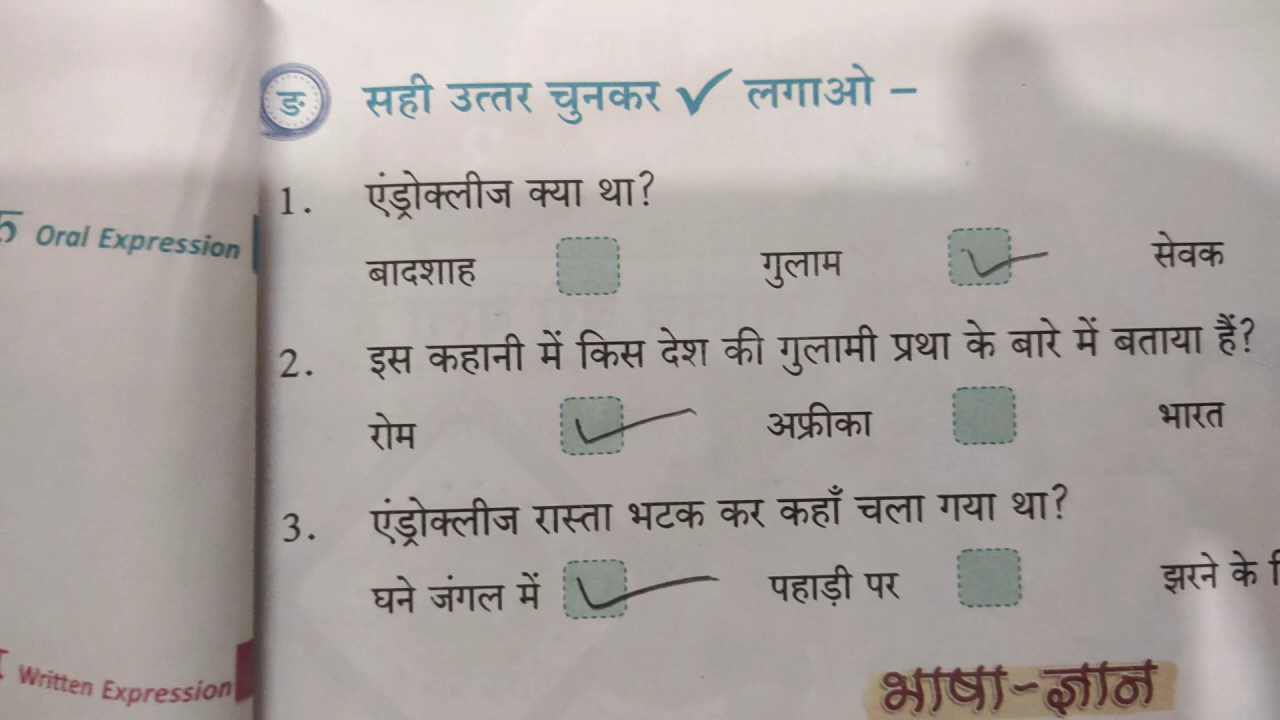 ङ सही उत्तर चुनकर ✓ लगाओ –
1. एंड्रोक्लीज क्या था?
बादशाह गुलाम ✓ सेवक
2. इस कहानी में किस देश की गुलामी प्रथा के बारे में बताया हैं?
रोम ✓ अफ्रीका भारत
3. एंड्रोक्लीज रास्ता भटक कर कहाँ चला गया था?
घने जंगल में ✓ पहाड़ी पर झरने के
भाषा-ज्ञान
Oral Expression
Written Expression